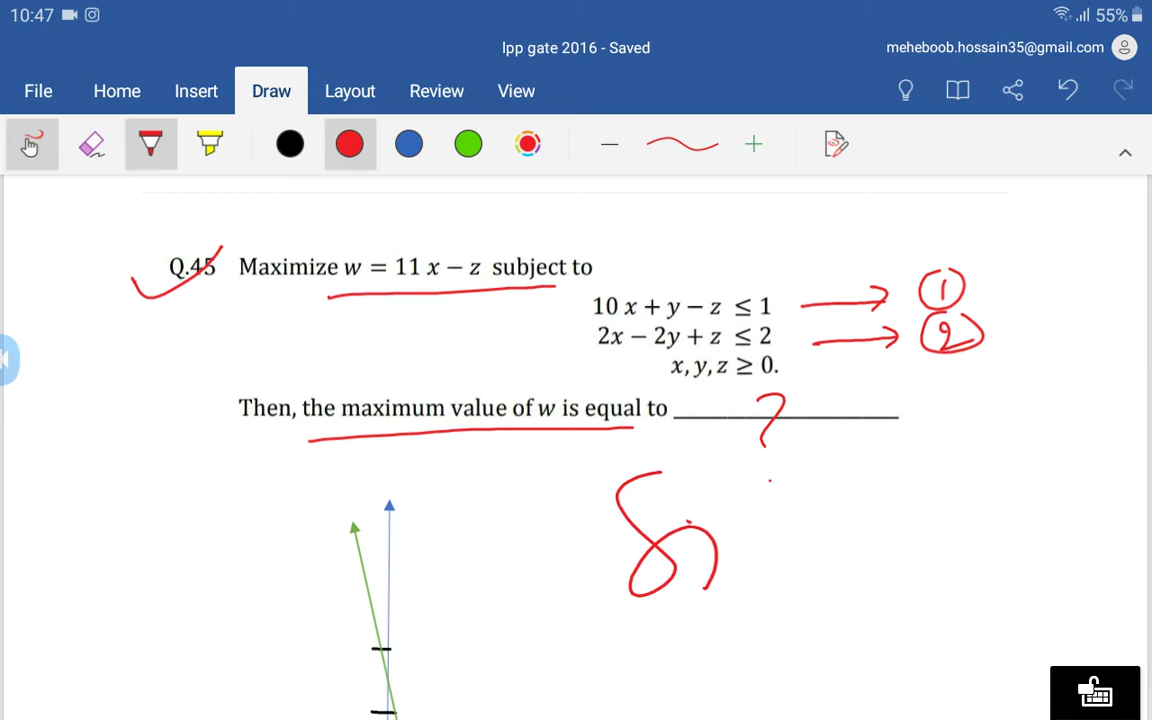 10:47 55%
lpp gate 2016 - Saved meheboob.hossain35@gmail.com
File Home Insert Draw Layout Review View
Q.45 Maximize w = 11 x − z subject to
10 x + y − z ≤ 1 1
2x − 2y + z ≤ 2 2
x, y, z ≥ 0.
Then, the maximum value of w is equal to ____________________ ?